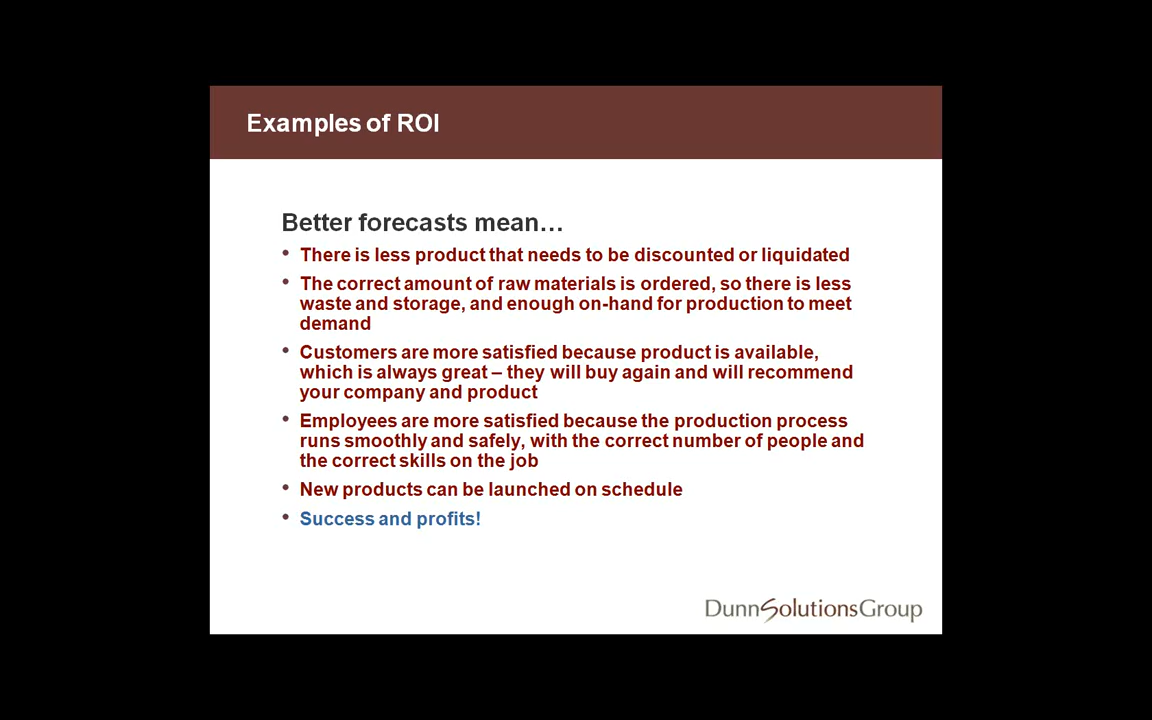 Examples of ROI
Better forecasts mean…
• There is less product that needs to be discounted or liquidated
• The correct amount of raw materials is ordered, so there is less
waste and storage, and enough on-hand for production to meet
demand
• Customers are more satisfied because product is available,
which is always great – they will buy again and will recommend
your company and product
• Employees are more satisfied because the production process
runs smoothly and safely, with the correct number of people and
the correct skills on the job
• New products can be launched on schedule
• Success and profits!
DunnSolutionsGroup